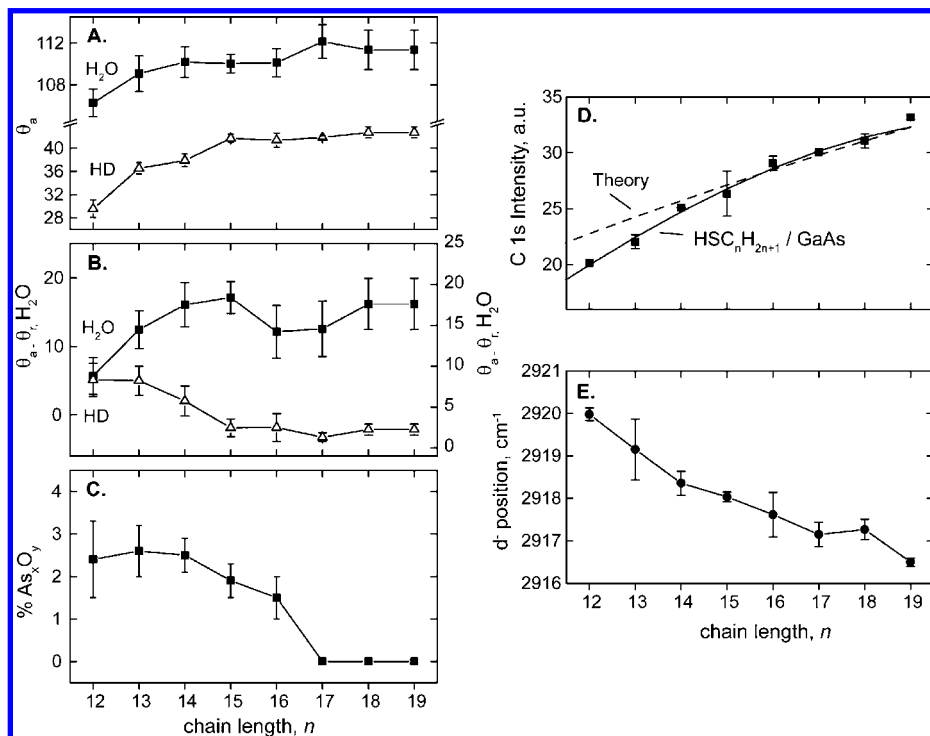 A.
112
H₂O
108
θₐ
44
HD
40
36
32
28
B.
20
H₂O
10
HD
0
θₐ - θᵣ, H₂O
25
20
15
10
5
0
θₐ - θᵣ, H₂O
C.
4
3
2
1
0
% AsₓOᵧ
12 13 14 15 16 17 18 19
chain length, n
D.
35
30
25
20
C 1s Intensity, a.u.
Theory
HSCₙH₂ₙ₊₁ / GaAs
E.
2921
2920
2919
2918
2917
2916
d⁻ position, cm⁻¹
12 13 14 15 16 17 18 19
chain length, n